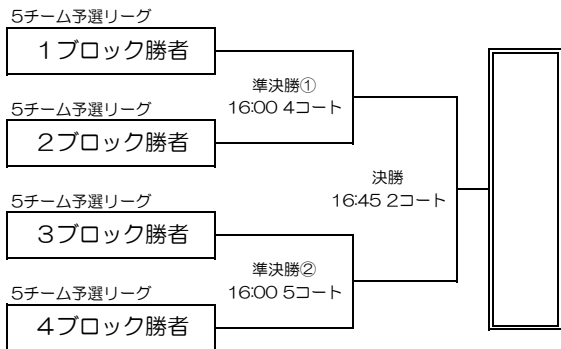 5チーム予選リーグ
1ブロック勝者
準決勝①
16:00 4コート
5チーム予選リーグ
2ブロック勝者
決勝
16:45 2コート
5チーム予選リーグ
3ブロック勝者
準決勝②
16:00 5コート
5チーム予選リーグ
4ブロック勝者